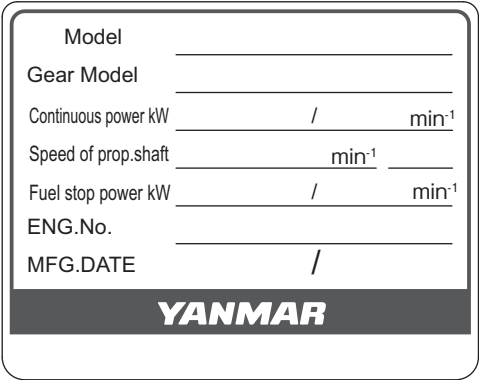 Model
Gear Model
Continuous power kW / min-1
Speed of prop.shaft min-1
Fuel stop power kW / min-1
ENG.No.
MFG.DATE /
YANMAR